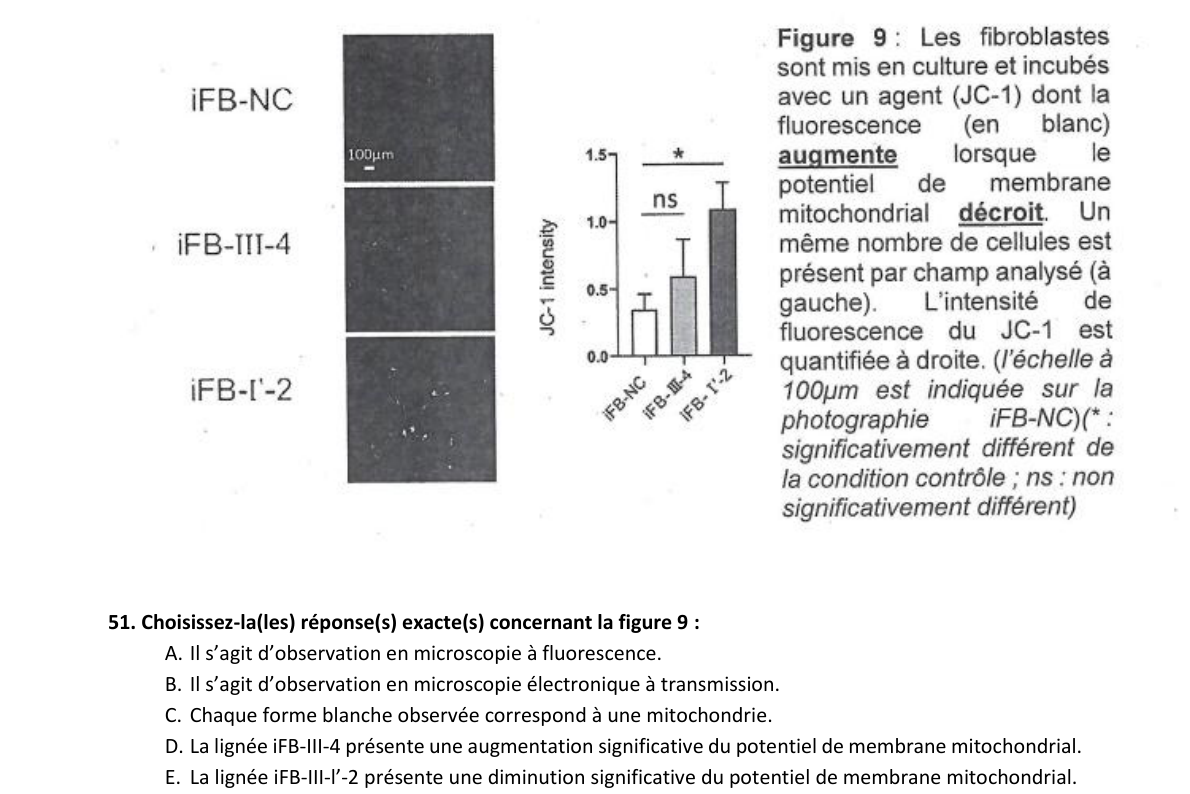 iFB-NC
100µm
iFB-III-4
iFB-I'-2
JC-1 intensity
1.5
1.0
0.5
0.0
*
ns
iFB-NC
iFB-III-4
iFB- I'-2
Figure 9 : Les fibroblastes
sont mis en culture et incubés
avec un agent (JC-1) dont la
fluorescence (en blanc)
augmente lorsque le
potentiel de membrane
mitochondrial décroit. Un
même nombre de cellules est
présent par champ analysé (à
gauche). L'intensité de
fluorescence du JC-1 est
quantifiée à droite. (l'échelle à
100µm est indiquée sur la
photographie iFB-NC)(* :
significativement différent de
la condition contrôle ; ns : non
significativement différent)
51. Choisissez-la(les) réponse(s) exacte(s) concernant la figure 9 :
A. Il s’agit d’observation en microscopie à fluorescence.
B. Il s’agit d’observation en microscopie électronique à transmission.
C. Chaque forme blanche observée correspond à une mitochondrie.
D. La lignée iFB-III-4 présente une augmentation significative du potentiel de membrane mitochondrial.
E. La lignée iFB-III-l’-2 présente une diminution significative du potentiel de membrane mitochondrial.